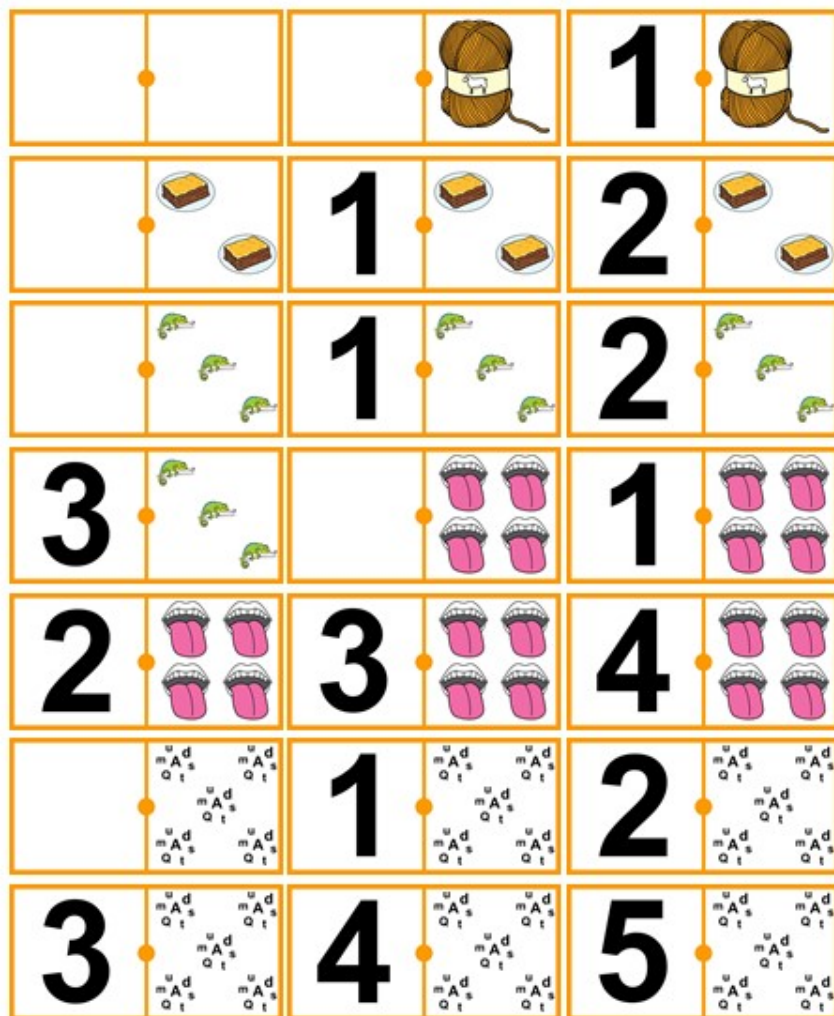 1
1 2
1 2
3 1
2 3 4
u d u d u d u d u d u d
m A s m A s m A s m A s m A s m A s
Q t Q t Q t Q t Q t Q t
u d 1 u d 2 u d
m A s m A s m A s
Q t Q t Q t
u d u d u d u d u d u d
m A s m A s m A s m A s m A s m A s
Q t Q t Q t Q t Q t Q t
u d u d u d u d u d u d
m A s m A s m A s m A s m A s m A s
Q t Q t Q t Q t Q t Q t
3 u d 4 u d 5 u d
m A s m A s m A s
Q t Q t Q t
u d u d u d u d u d u d
m A s m A s m A s m A s m A s m A s
Q t Q t Q t Q t Q t Q t